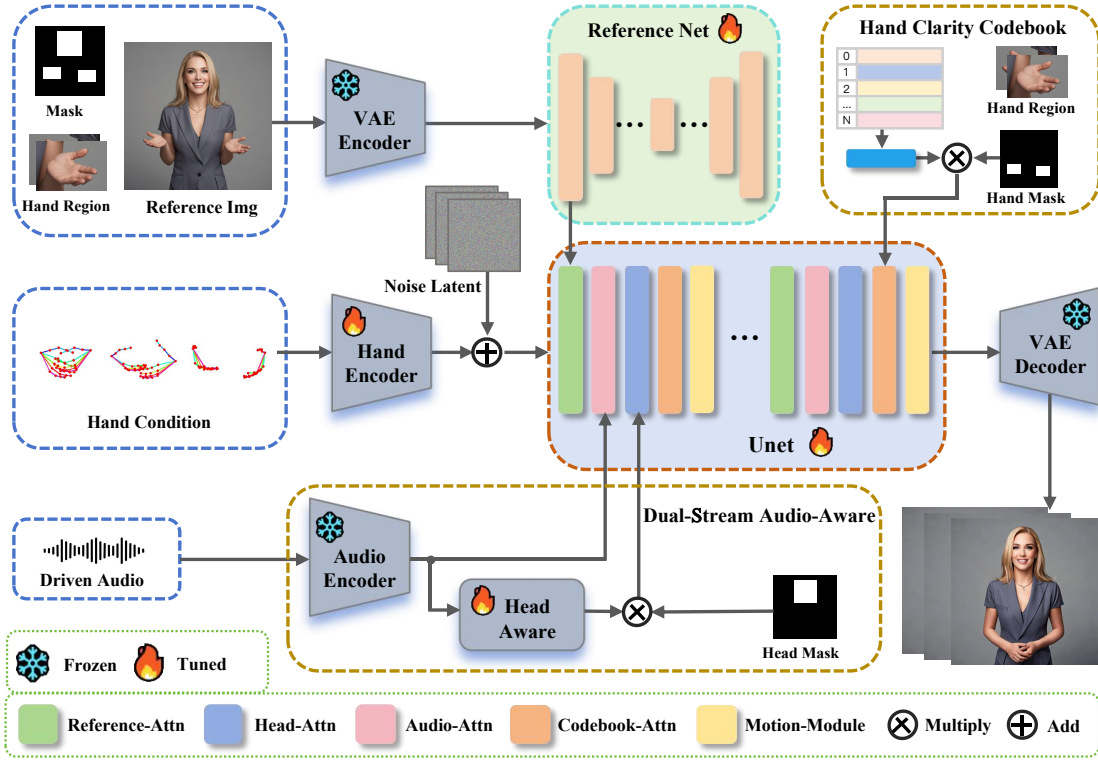 Mask
Hand Region
Reference Img
VAE
Encoder
Reference Net
Hand Clarity Codebook
0
1
2
...
N
Hand Region
Hand Mask
Noise Latent
Hand Condition
Hand
Encoder
Unet
VAE
Decoder
Driven Audio
Audio
Encoder
Dual-Stream Audio-Aware
Head
Aware
Head Mask
Frozen
Tuned
Reference-Attn
Head-Attn
Audio-Attn
Codebook-Attn
Motion-Module
Multiply
Add